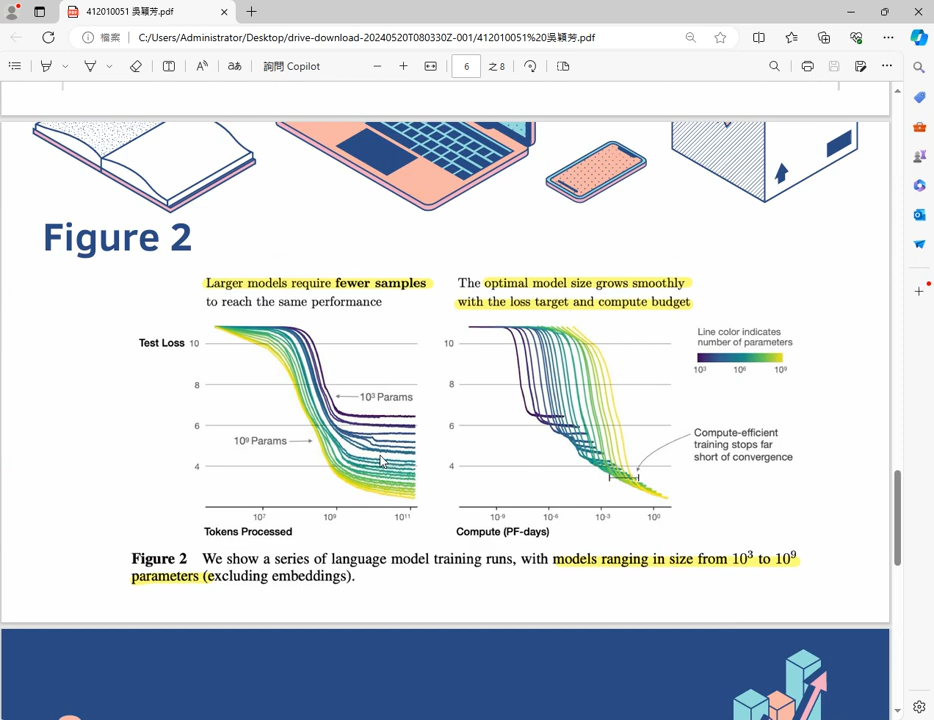 412010051 吳穎芳.pdf
檔案
C:/Users/Administrator/Desktop/drive-download-20240520T080330Z-001/412010051%20吳穎芳.pdf
詢問 Copilot
6
之 8
Figure 2
Larger models require fewer samples
to reach the same performance
The optimal model size grows smoothly
with the loss target and compute budget
Test Loss
10
8
6
4
10³ Params
10⁹ Params
10⁷
10⁹
10¹¹
Tokens Processed
10
8
6
4
10⁻⁹
10⁻⁶
10⁻³
10⁰
Compute (PF-days)
Line color indicates
number of parameters
10³
10⁶
10⁹
Compute-efficient
training stops far
short of convergence
Figure 2 We show a series of language model training runs, with models ranging in size from 10³ to 10⁹
parameters (excluding embeddings).